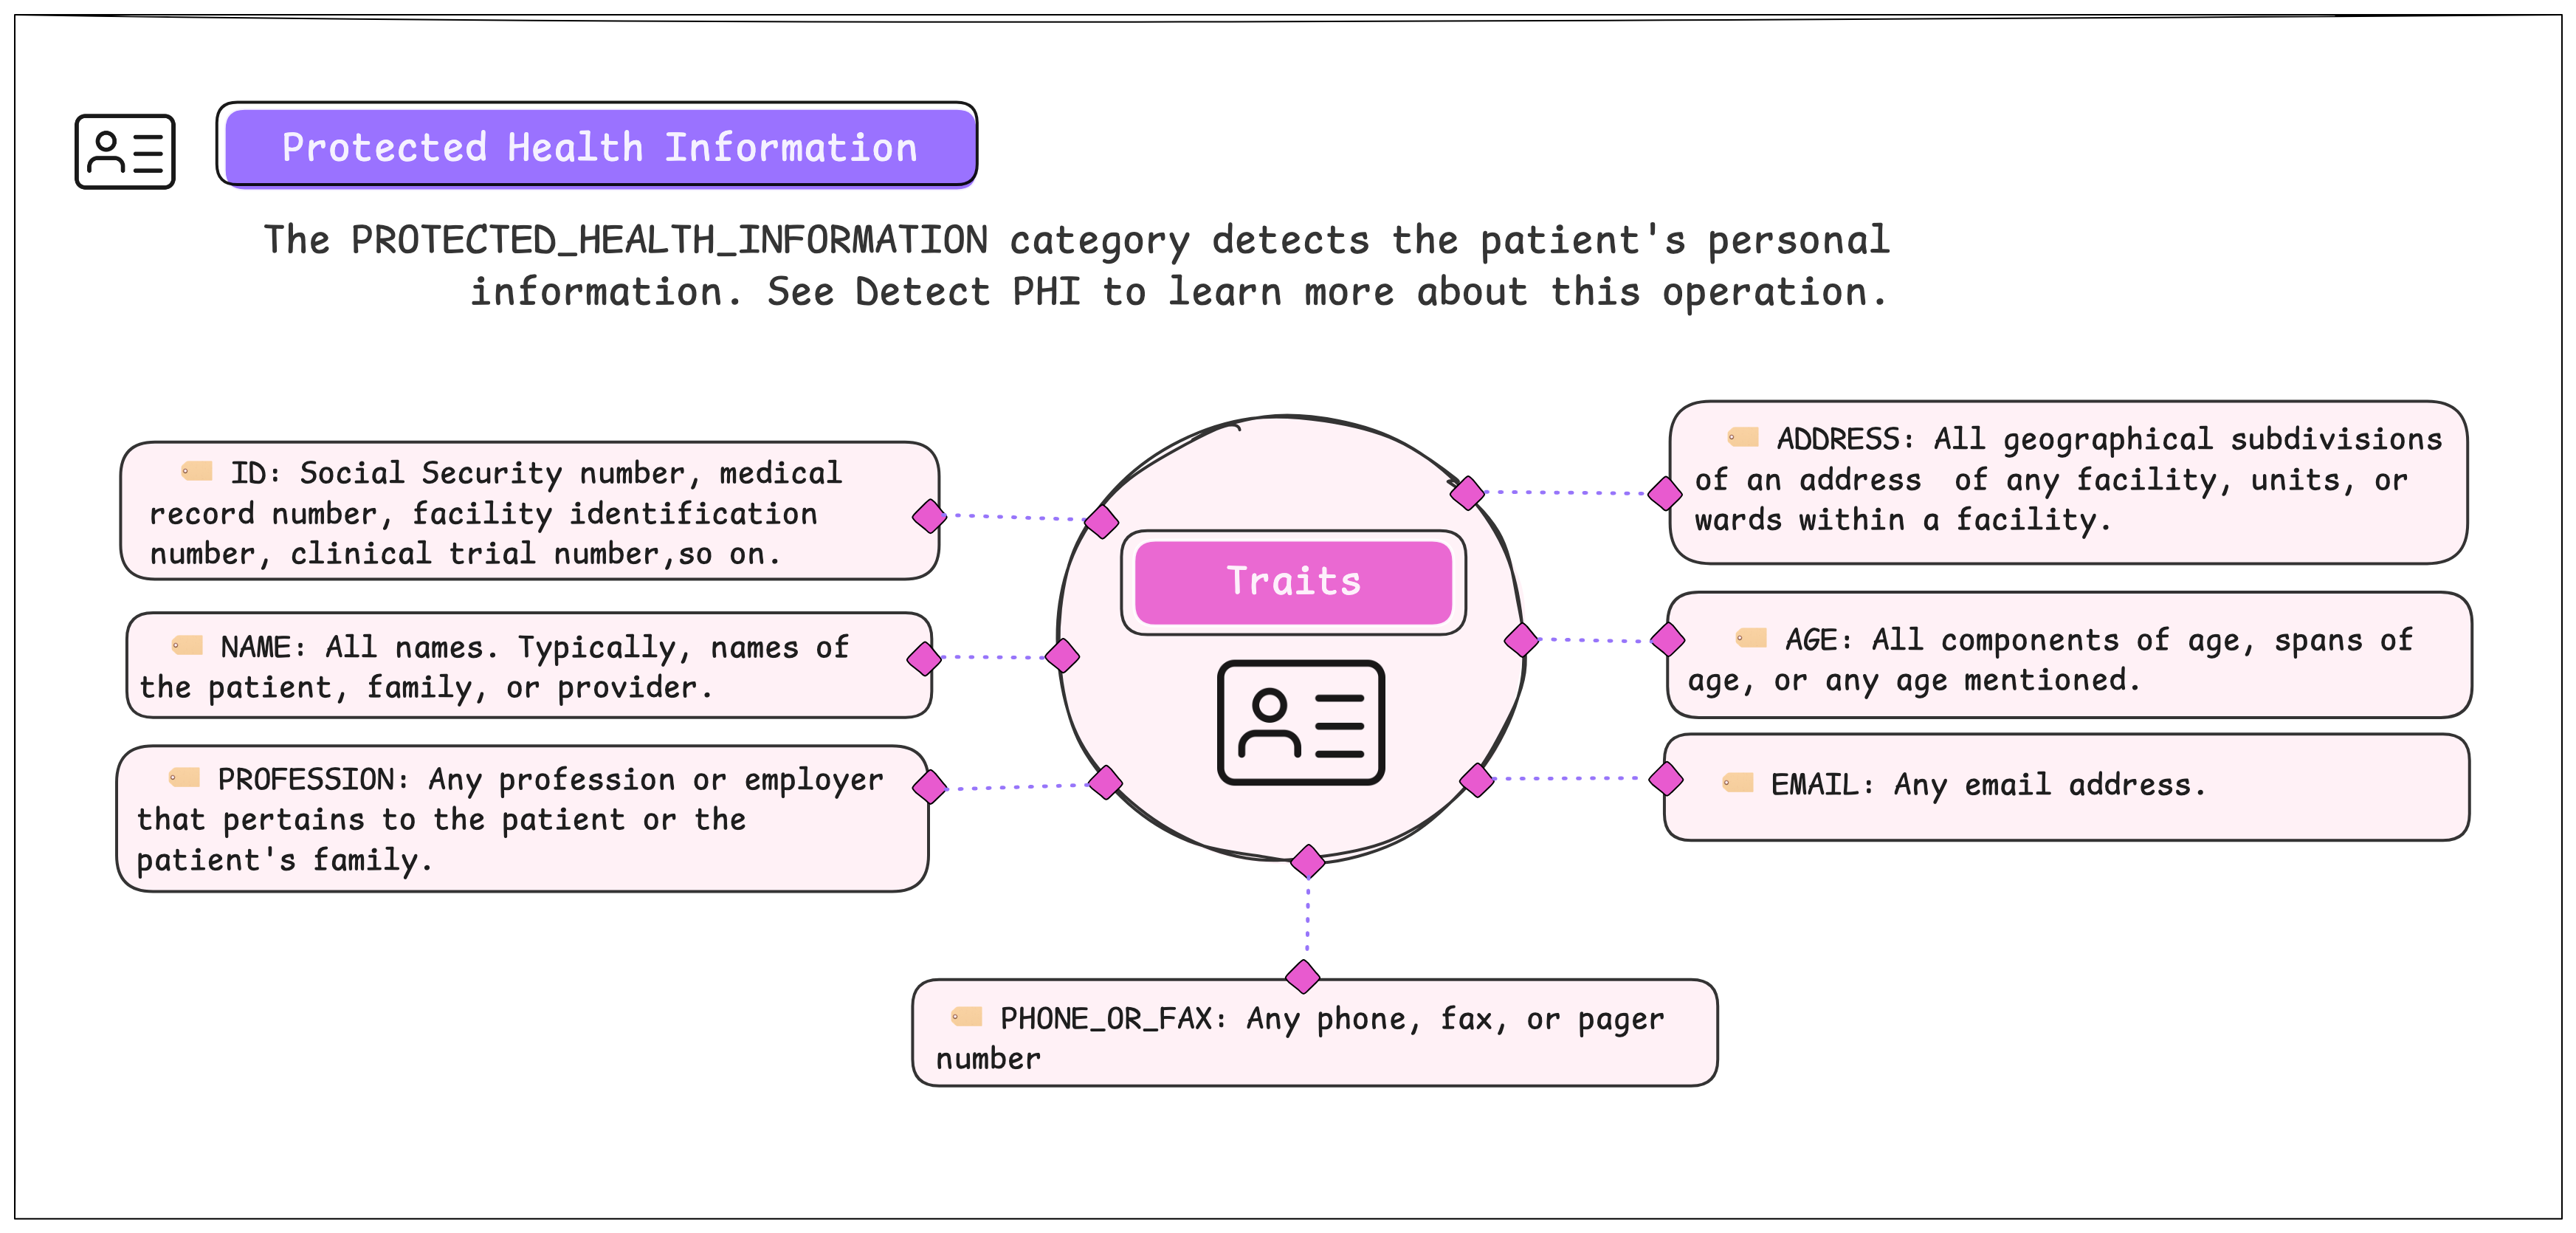 Protected Health Information
The PROTECTED_HEALTH_INFORMATION category detects the patient's personal
information. See Detect PHI to learn more about this operation.
ID: Social Security number, medical
record number, facility identification
number, clinical trial number,so on.
NAME: All names. Typically, names of
the patient, family, or provider.
PROFESSION: Any profession or employer
that pertains to the patient or the
patient's family.
Traits
ADDRESS: All geographical subdivisions
of an address  of any facility, units, or
wards within a facility.
AGE: All components of age, spans of
age, or any age mentioned.
EMAIL: Any email address.
PHONE_OR_FAX: Any phone, fax, or pager
number